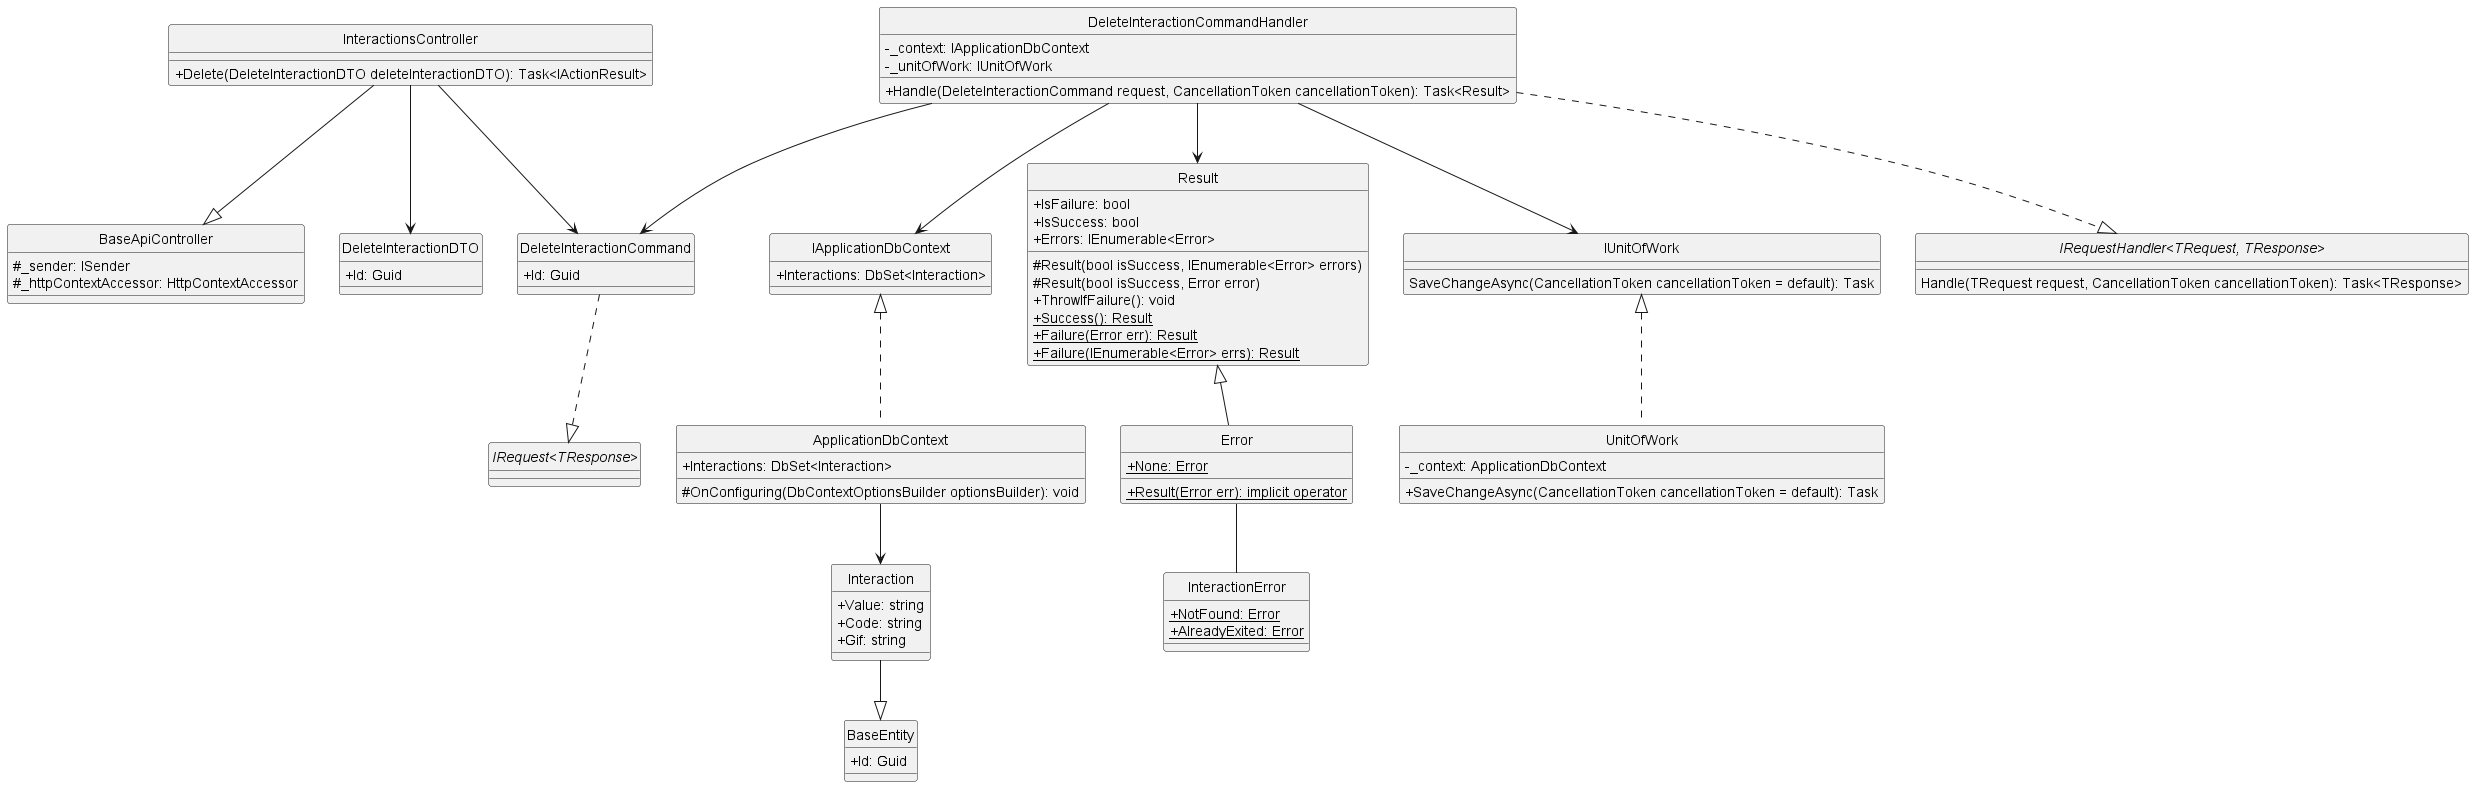 InteractionsController
+Delete(DeleteInteractionDTO deleteInteractionDTO): Task<IActionResult>
DeleteInteractionCommandHandler
-_context: IApplicationDbContext
-_unitOfWork: IUnitOfWork
+Handle(DeleteInteractionCommand request, CancellationToken cancellationToken): Task<Result>
BaseApiController
#_sender: ISender
#_httpContextAccessor: HttpContextAccessor
DeleteInteractionDTO
+Id: Guid
DeleteInteractionCommand
+Id: Guid
IApplicationDbContext
+Interactions: DbSet<Interaction>
Result
+IsFailure: bool
+IsSuccess: bool
+Errors: IEnumerable<Error>
#Result(bool isSuccess, IEnumerable<Error> errors)
#Result(bool isSuccess, Error error)
+ThrowIfFailure(): void
+Success(): Result
+Failure(Error err): Result
+Failure(IEnumerable<Error> errs): Result
IUnitOfWork
SaveChangeAsync(CancellationToken cancellationToken = default): Task
IRequestHandler<TRequest, TResponse>
Handle(TRequest request, CancellationToken cancellationToken): Task<TResponse>
IRequest<TResponse>
ApplicationDbContext
+Interactions: DbSet<Interaction>
#OnConfiguring(DbContextOptionsBuilder optionsBuilder): void
Error
+None: Error
+Result(Error err): implicit operator
UnitOfWork
-_context: ApplicationDbContext
+SaveChangeAsync(CancellationToken cancellationToken = default): Task
Interaction
+Value: string
+Code: string
+Gif: string
InteractionError
+NotFound: Error
+AlreadyExited: Error
BaseEntity
+Id: Guid